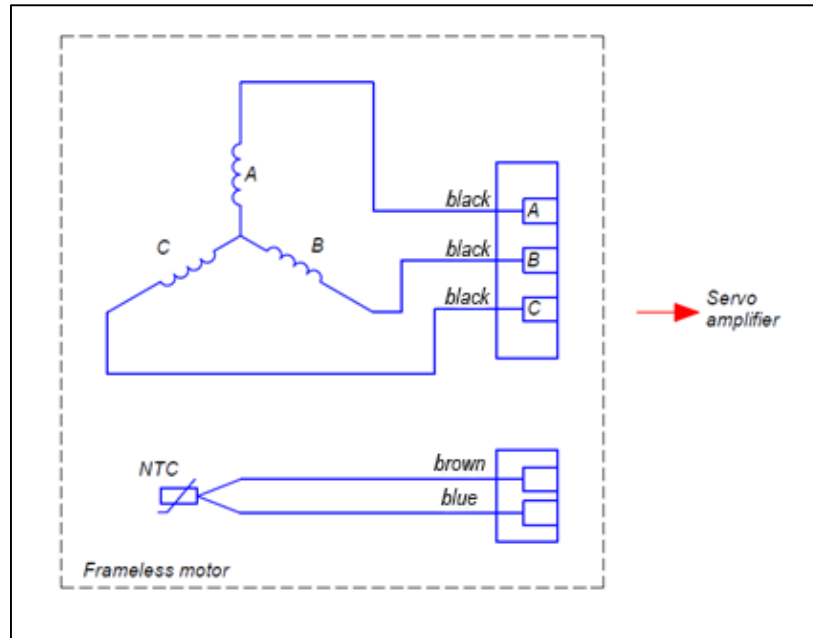 A
C
B
black
A
black
B
black
C
Servo
amplifier
NTC
brown
blue
Frameless motor